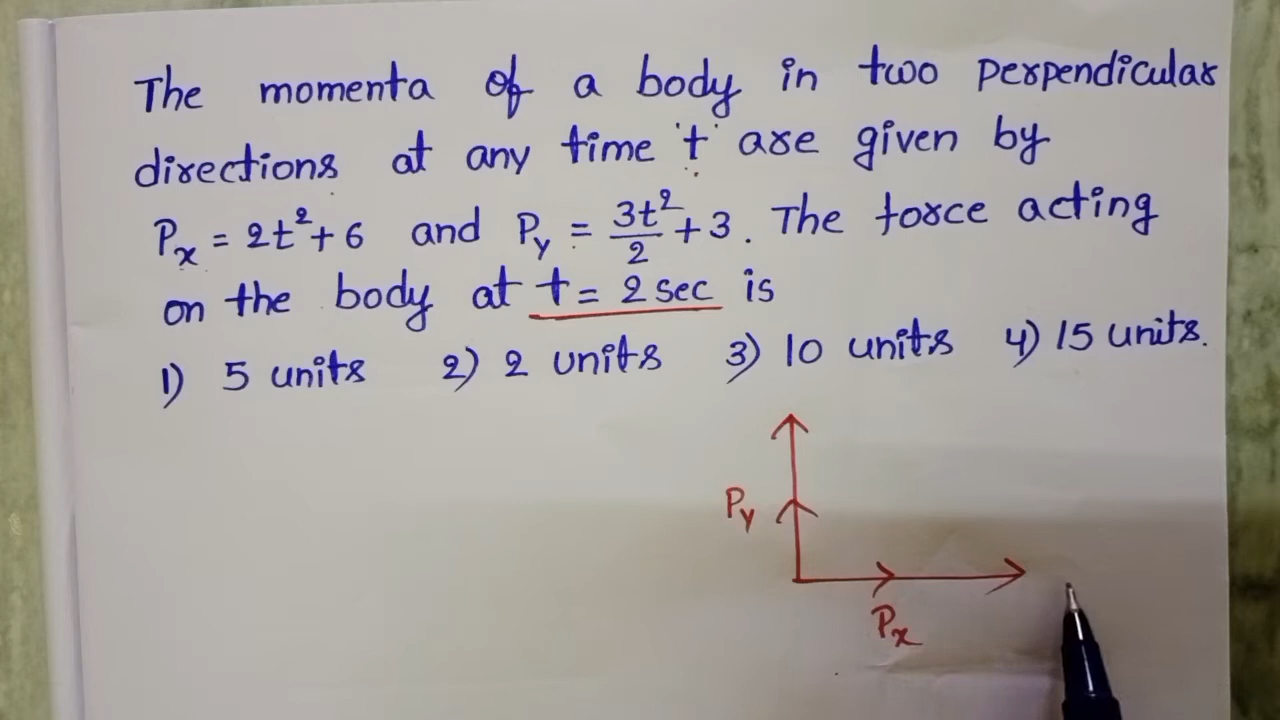 The momenta of a body in two perpendicular
directions at any time 't' are given by
Px = 2t²+6 and Py = 3t²/2 + 3. The force acting
on the body at t = 2 sec is
1) 5 units 2) 2 units 3) 10 units 4) 15 units.
Py
Px